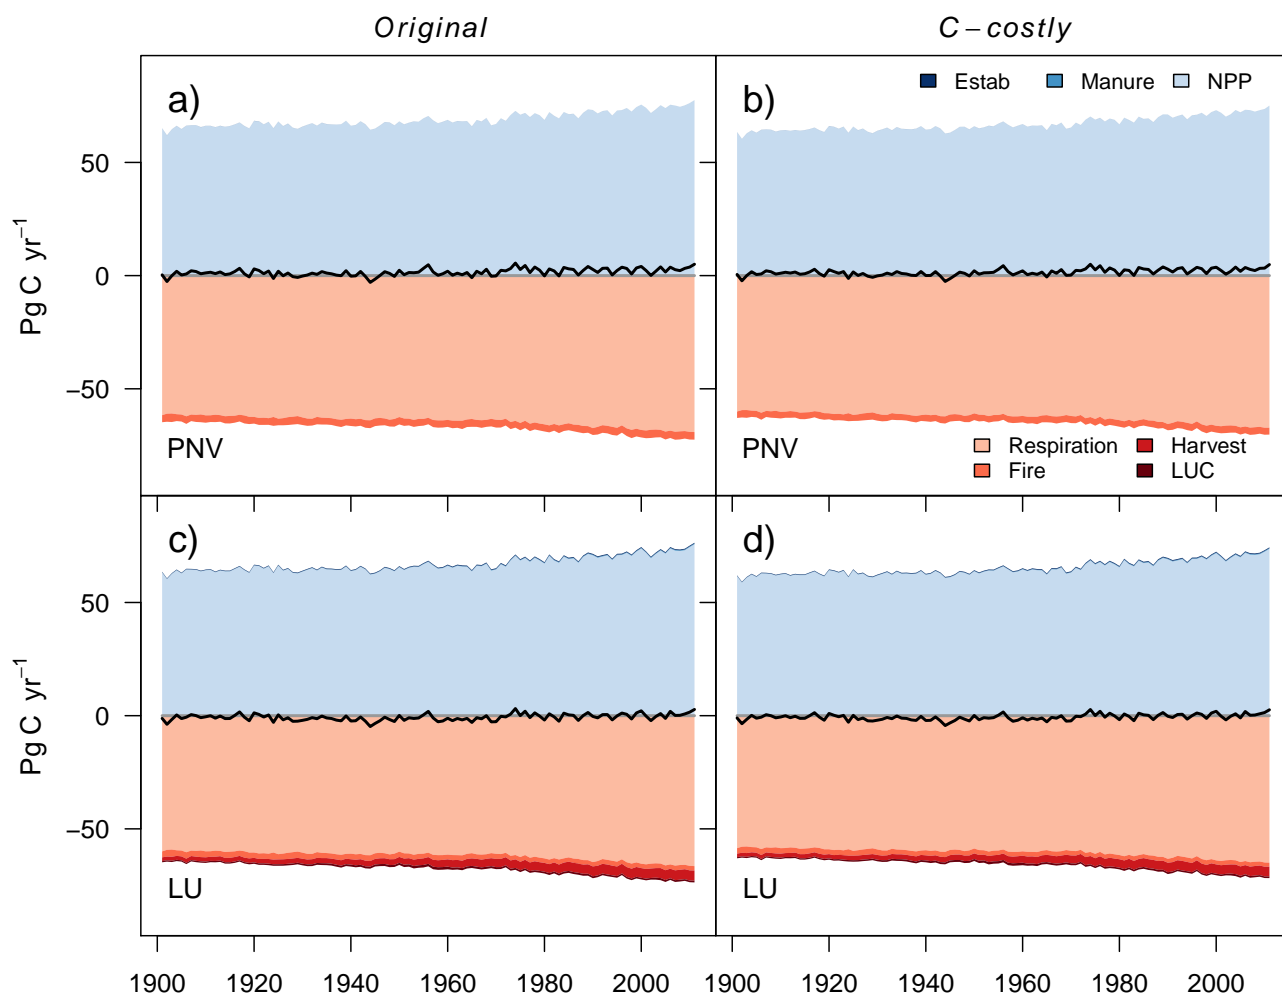 Original
C – costly
a)
b)
Estab
Manure
NPP
50
0
−50
Pg C yr⁻¹
PNV
PNV
Respiration
Harvest
Fire
LUC
c)
d)
50
0
−50
Pg C yr⁻¹
LU
LU
1900 1920 1940 1960 1980 2000
1900 1920 1940 1960 1980 2000